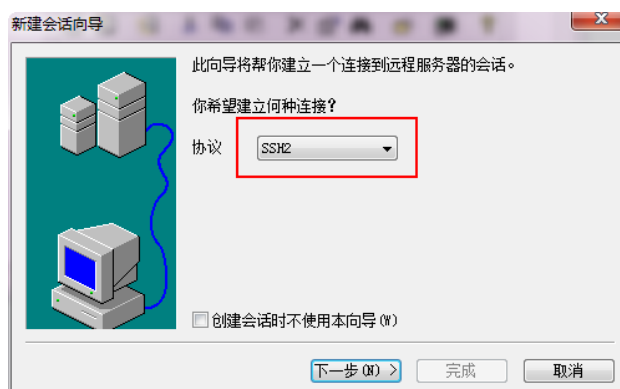 新建会话向导
此向导将帮你建立一个连接到远程服务器的会话。
你希望建立何种连接?
协议 SSH2
创建会话时不使用本向导(W)
下一步(N) > 完成 取消